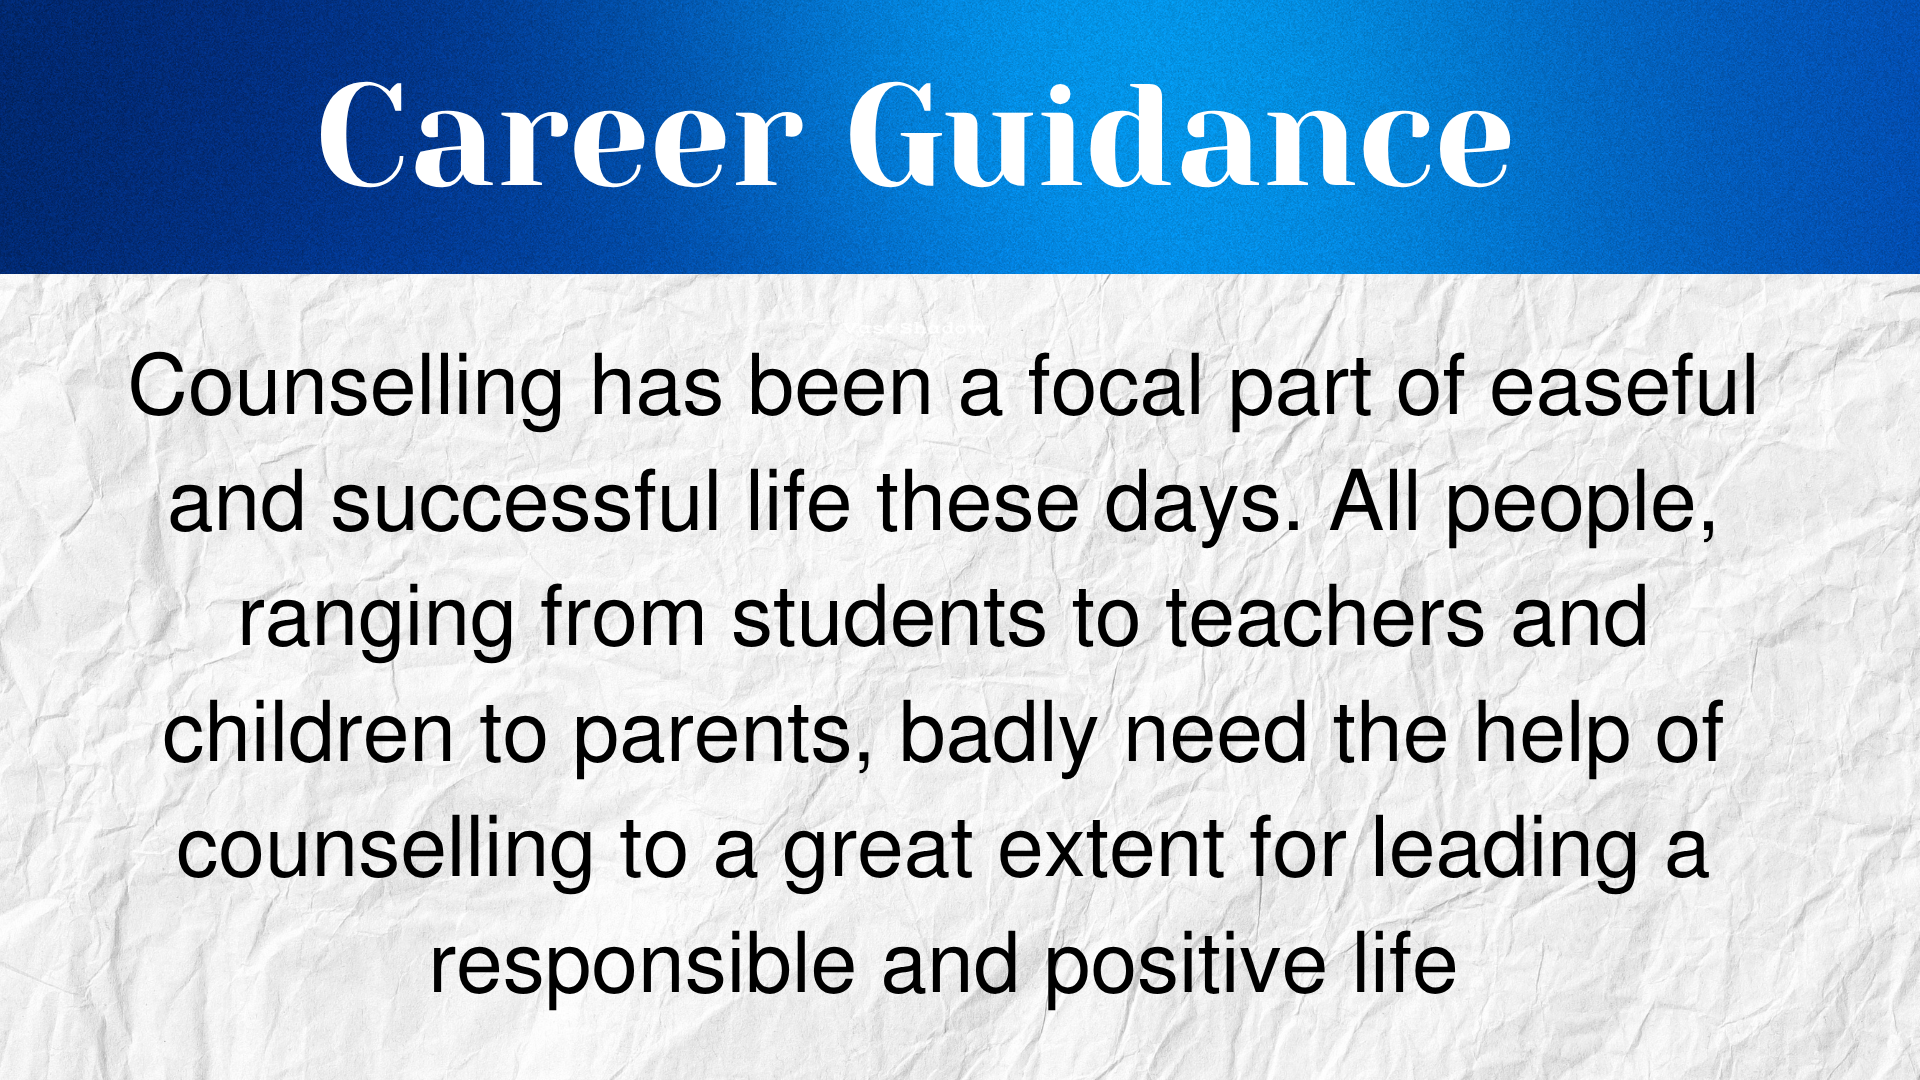 Career Guidance
Vast Shadow
Counselling has been a focal part of easeful
and successful life these days. All people,
ranging from students to teachers and
children to parents, badly need the help of
counselling to a great extent for leading a
responsible and positive life